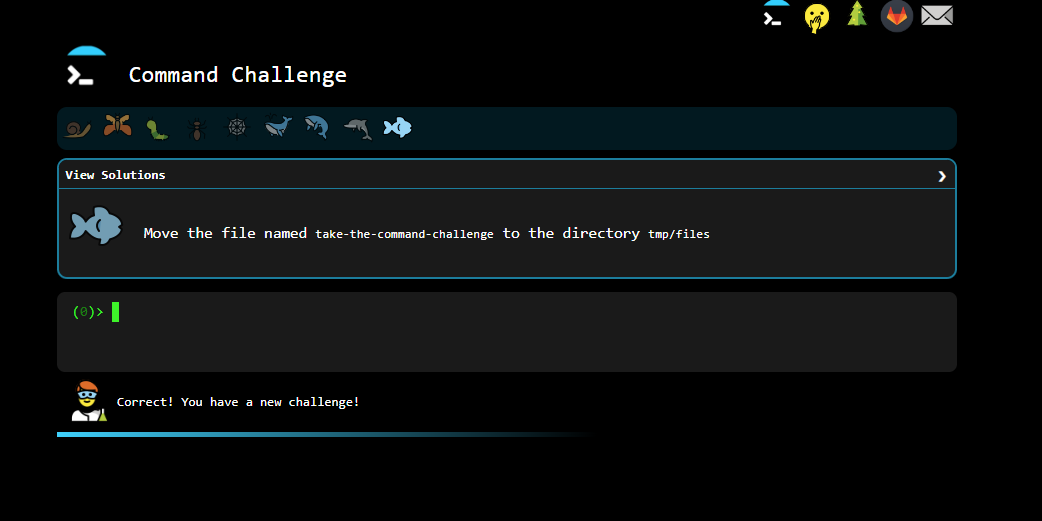 Command Challenge
View Solutions
Move the file named take-the-command-challenge to the directory tmp/files
(0)>
Correct! You have a new challenge!